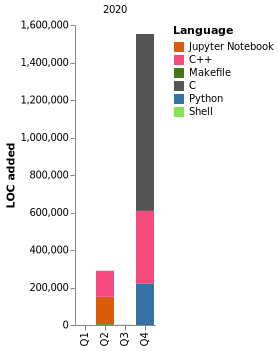 2020
LOC added
1,600,000
1,400,000
1,200,000
1,000,000
800,000
600,000
400,000
200,000
0
Q1
Q2
Q3
Q4
Language
Jupyter Notebook
C++
Makefile
C
Python
Shell